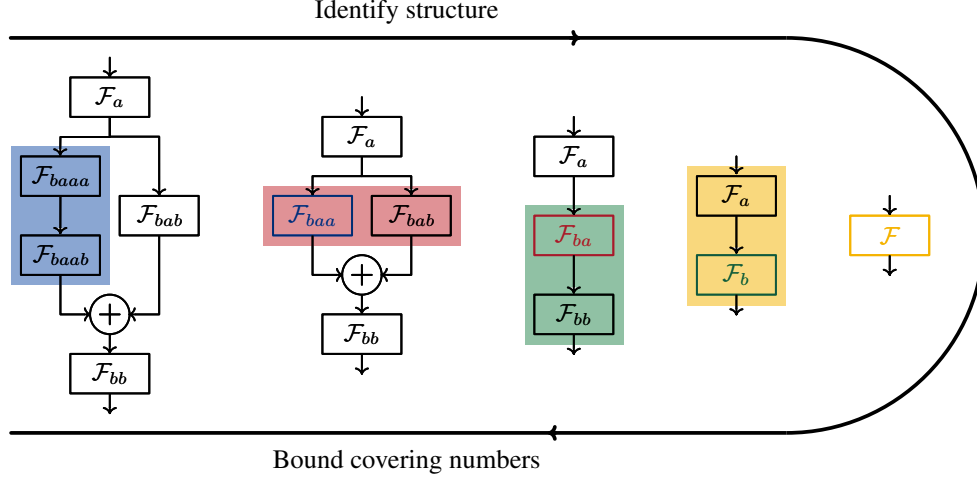 Identify structure
F_a
F_baaa
F_baab
F_bab
+
F_bb
F_a
F_baa
F_bab
+
F_bb
F_a
F_ba
F_bb
F_a
F_b
F
Bound covering numbers